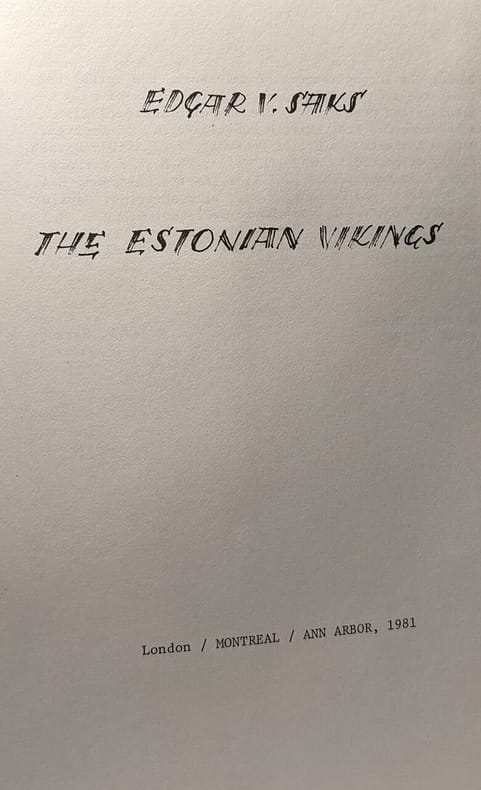 EDGAR V. SAKS
THE ESTONIAN VIKINGS
London / MONTREAL / ANN ARBOR, 1981